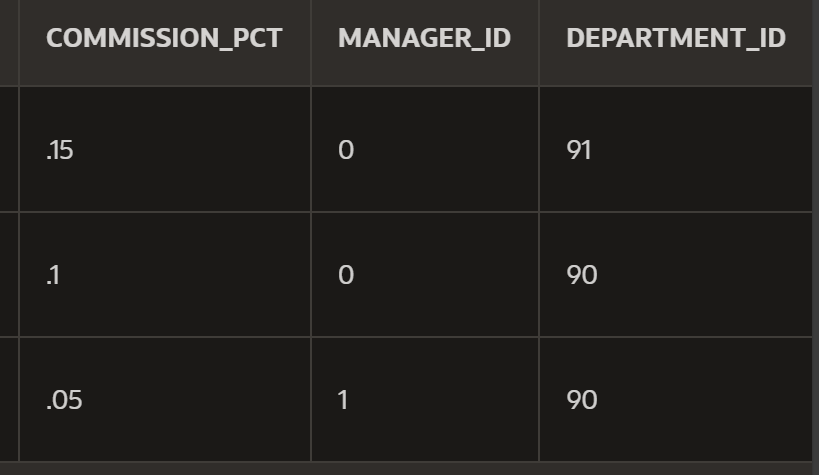 COMMISSION_PCT MANAGER_ID DEPARTMENT_ID
.15 0 91
.1 0 90
.05 1 90